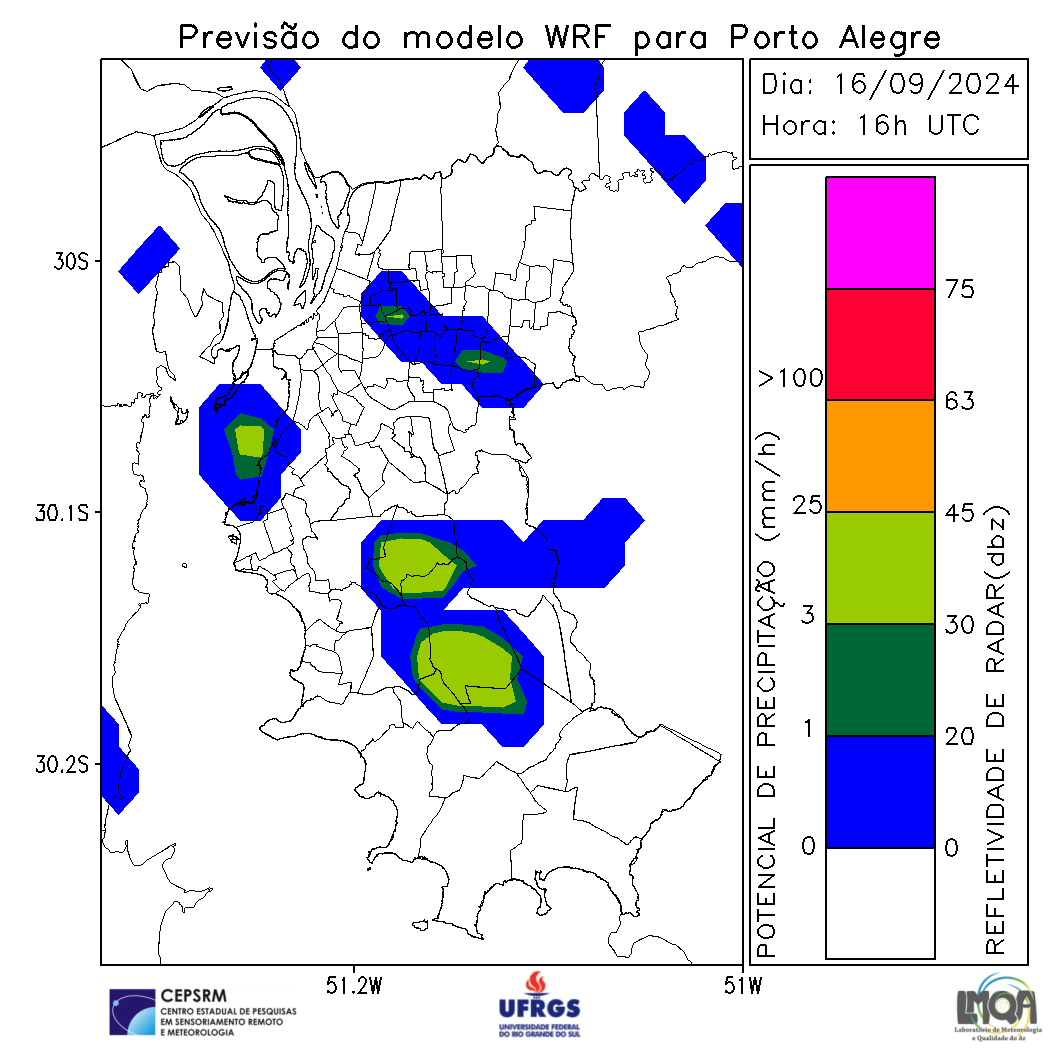 Previsão do modelo WRF para Porto Alegre
Dia: 16/09/2024
Hora: 16h UTC
30S
30.1S
30.2S
51.2W
51W
POTENCIAL DE PRECIPITAÇÃO (mm/h)
>100
25
3
1
0
75
63
45
30
20
0
REFLETIVIDADE DE RADAR(dbz)
CEPSRM
CENTRO ESTADUAL DE PESQUISAS
EM SENSORIAMENTO REMOTO
E METEOROLOGIA
UFRGS
UNIVERSIDADE FEDERAL
DO RIO GRANDE DO SUL
LMQA
Laboratório de Meteorologia
e Qualidade do Ar